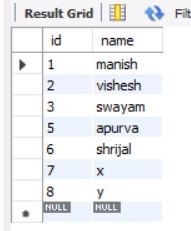 Result Grid Filt
id name
1 manish
2 vishesh
3 swayam
5 apurva
6 shrijal
7 x
8 y
NULL NULL